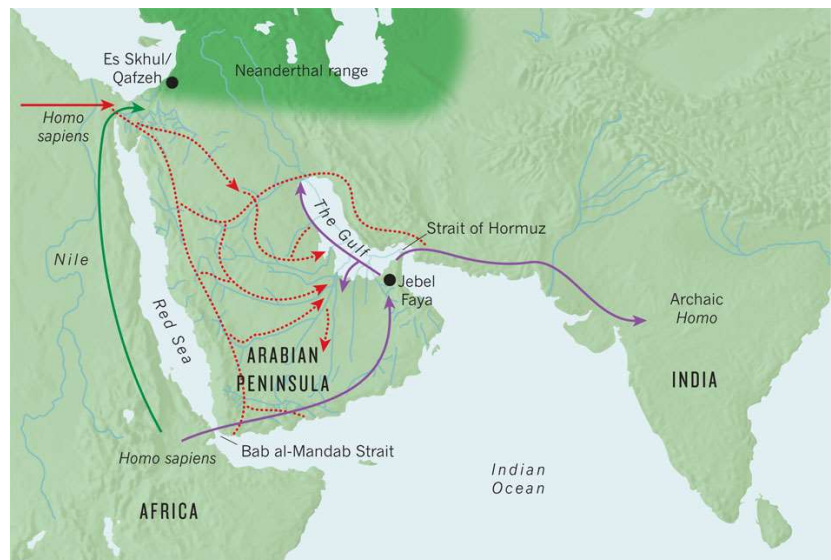 Es Skhul/
Qafzeh
Neanderthal range
Homo
sapiens
The Gulf
Strait of Hormuz
Nile
Jebel
Faya
Red Sea
Archaic
Homo
ARABIAN
PENINSULA
INDIA
Homo sapiens
Bab al-Mandab Strait
Indian
Ocean
AFRICA